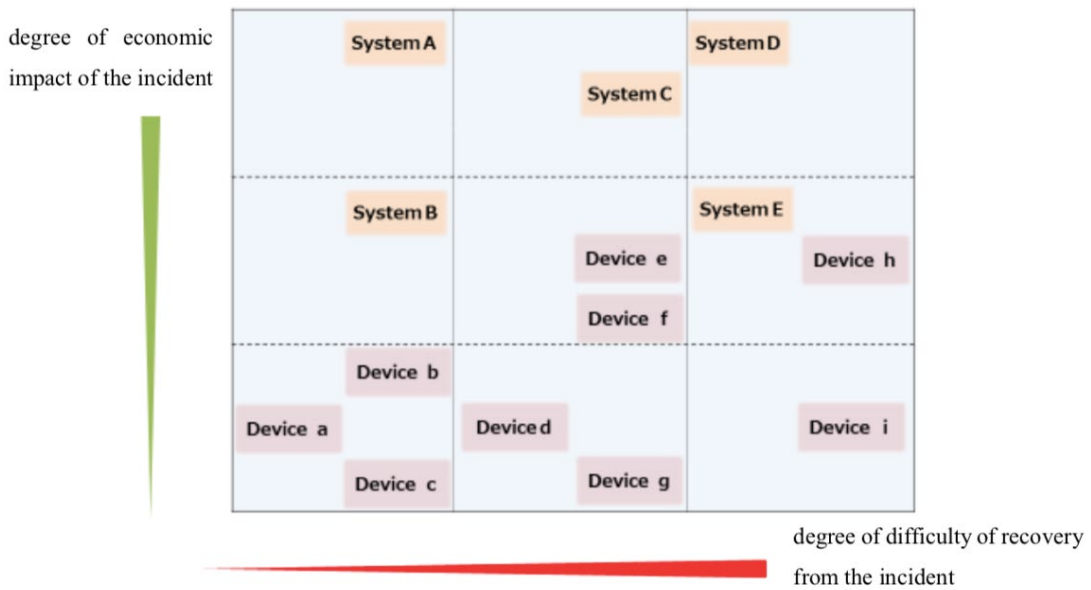 degree of economic
impact of the incident
System A
System D
System C
System B
System E
Device e
Device h
Device f
Device b
Device a
Device d
Device i
Device c
Device g
degree of difficulty of recovery
from the incident